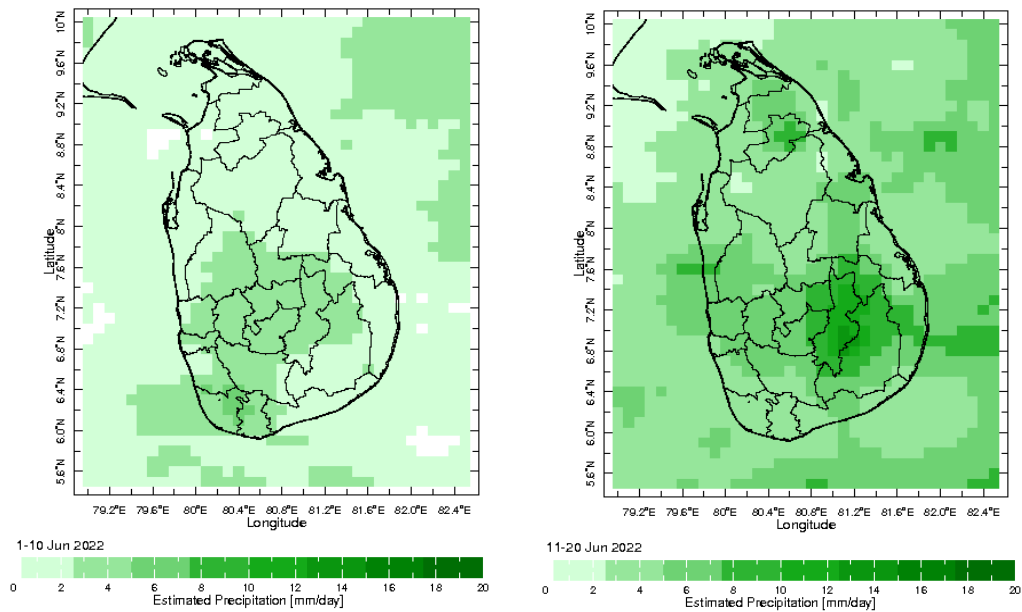 10°N
9.6°N
9.2°N
8.8°N
8.4°N
8°N
7.6°N
7.2°N
6.8°N
6.4°N
6.0°N
5.6°N
Latitude
79.2°E 79.6°E 80°E 80.4°E 80.8°E 81.2°E 81.6°E 82.0°E 82.4°E
Longitude
1-10 Jun 2022
0 2 4 6 8 10 12 14 16 18 20
Estimated Precipitation [mm/day]
10°N
9.6°N
9.2°N
8.8°N
8.4°N
8°N
7.6°N
7.2°N
6.8°N
6.4°N
6.0°N
5.6°N
Latitude
79.2°E 79.6°E 80°E 80.4°E 80.8°E 81.2°E 81.6°E 82.0°E 82.4°E
Longitude
11-20 Jun 2022
0 2 4 6 8 10 12 14 16 18 20
Estimated Precipitation [mm/day]